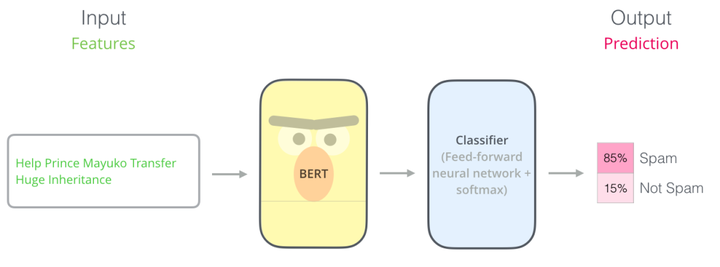 Input
Features
Output
Prediction
Help Prince Mayuko Transfer
Huge Inheritance
BERT
Classifier
(Feed-forward
neural network +
softmax)
85% Spam
15% Not Spam